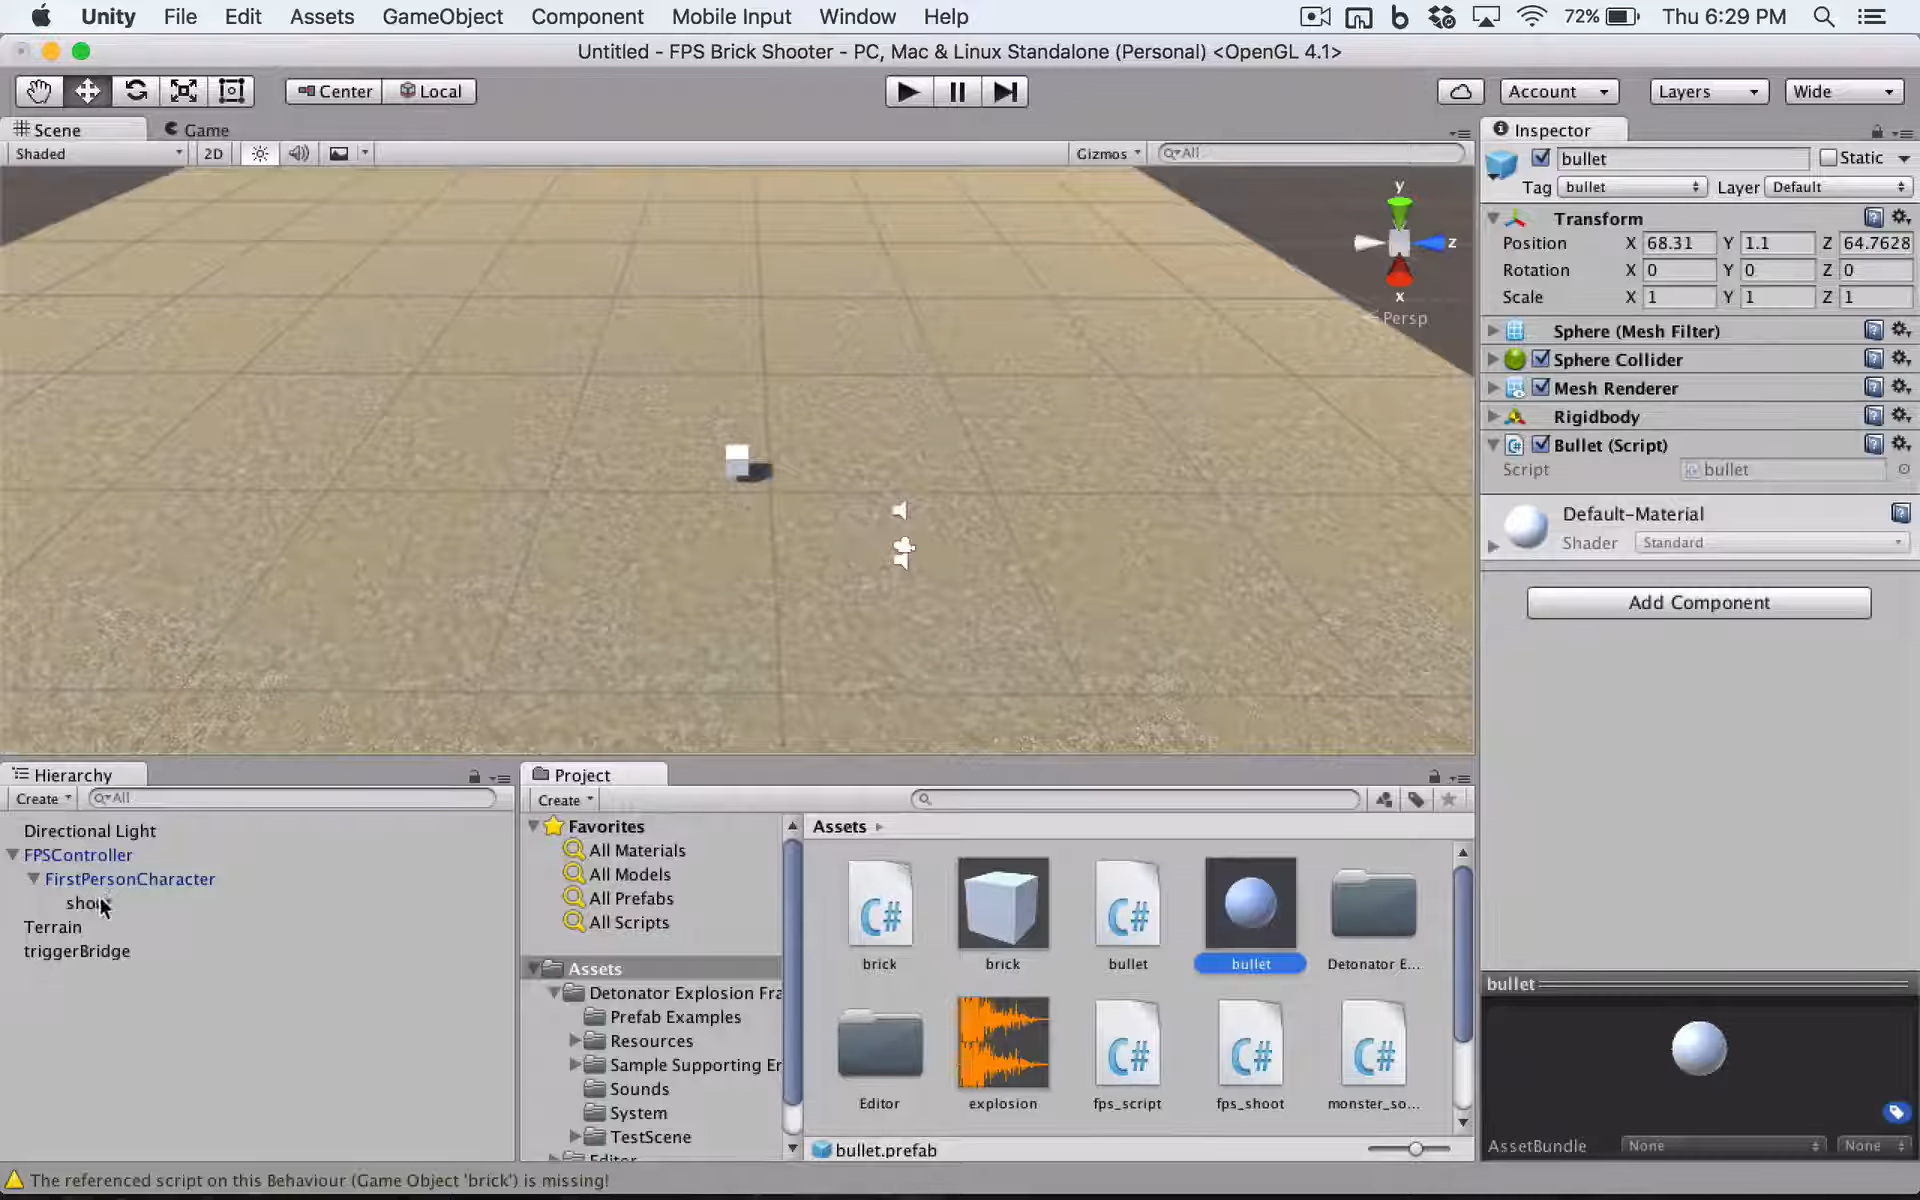 Unity File Edit Assets GameObject Component Mobile Input Window Help 72% Thu 6:29 PM
Untitled - FPS Brick Shooter - PC, Mac & Linux Standalone (Personal) <OpenGL 4.1>
Center Local Account Layers Wide
Scene Game
Shaded 2D Gizmos All
y
z
x
Persp
Inspector
bullet Static
Tag bullet Layer Default
Transform
Position X 68.31 Y 1.1 Z 64.7628
Rotation X 0 Y 0 Z 0
Scale X 1 Y 1 Z 1
Sphere (Mesh Filter)
Sphere Collider
Mesh Renderer
Rigidbody
Bullet (Script)
Script bullet
Default-Material
Shader Standard
Add Component
Hierarchy
Create All
Directional Light
FPSController
FirstPersonCharacter
Terrain
triggerBridge
Project
Create
Favorites
All Materials
All Models
All Prefabs
All Scripts
Assets
Detonator Explosion Fra
Prefab Examples
Resources
Sample Supporting Er
Sounds
System
TestScene
Editor
Assets
C# C#
brick brick bullet bullet Detonator E...
C# C# C#
Editor explosion fps_script fps_shoot monster_so...
bullet.prefab
bullet
AssetBundle None None
The referenced script on this Behaviour (Game Object 'brick') is missing!